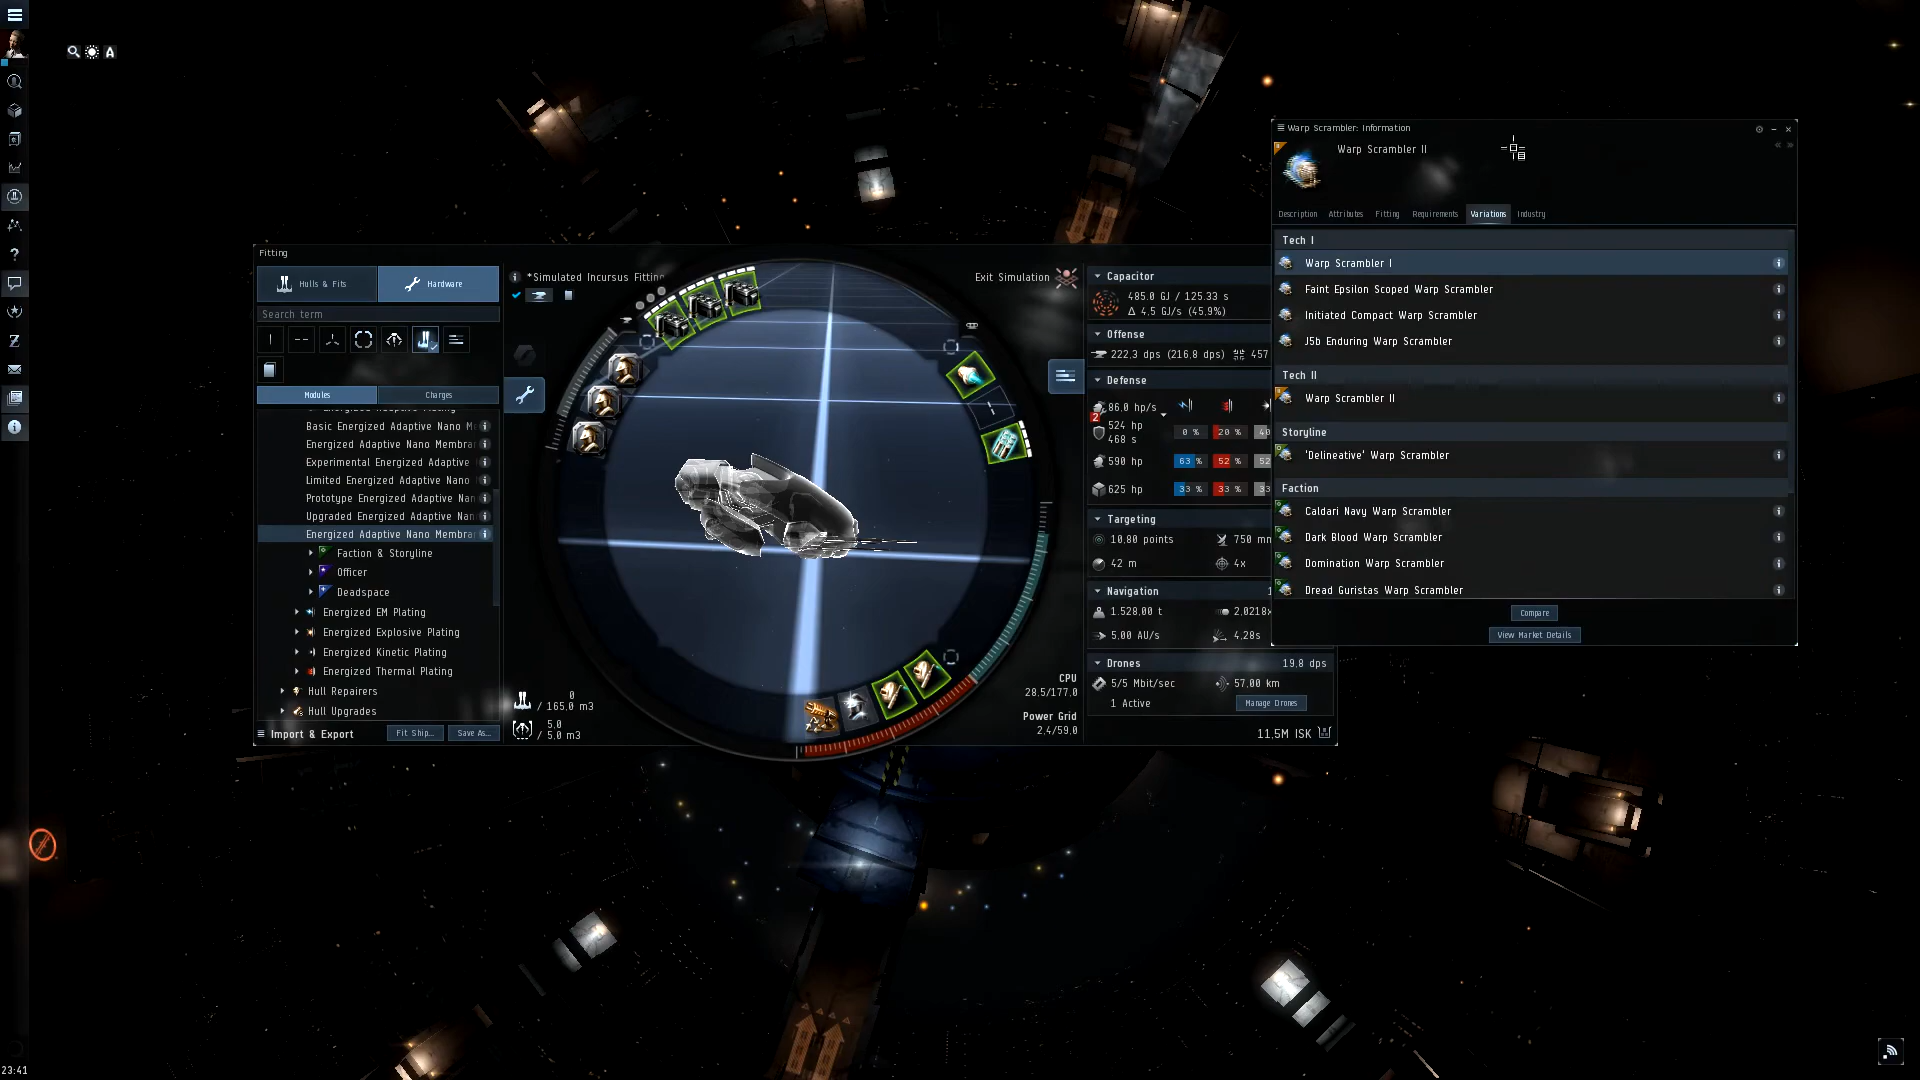 A
Warp Scrambler: Information
Warp Scrambler II
Description Attributes Fitting Requirements Variations Industry
Tech I
Warp Scrambler I
Faint Epsilon Scoped Warp Scrambler
Initiated Compact Warp Scrambler
J5b Enduring Warp Scrambler
Tech II
Warp Scrambler II
Storyline
'Delineative' Warp Scrambler
Faction
Caldari Navy Warp Scrambler
Dark Blood Warp Scrambler
Domination Warp Scrambler
Dread Guristas Warp Scrambler
Compare
View Market Details
Fitting
Hulls & Fits
Hardware
Search term
Modules
Charges
Basic Energized Adaptive Nano M
Energized Adaptive Nano Membra
Experimental Energized Adaptive
Limited Energized Adaptive Nano
Prototype Energized Adaptive Nan
Upgraded Energized Adaptive Nan
Energized Adaptive Nano Membra
Faction & Storyline
Officer
Deadspace
Energized EM Plating
Energized Explosive Plating
Energized Kinetic Plating
Energized Thermal Plating
Hull Repairers
Hull Upgrades
Import & Export
Fit Ship...
Save As...
*Simulated Incursus Fitting
Exit Simulation
0
/ 165.0 m3
5.0
/ 5.0 m3
CPU
28.5/177.0
Power Grid
2.4/59.0
Capacitor
485.0 GJ / 125.33 s
Δ 4.5 GJ/s (45.9%)
Offense
222.3 dps (216.8 dps) 457
Defense
86.0 hp/s
2
524 hp
468 s
0 % 20 % 40
590 hp 63 % 52 % 52
625 hp 33 % 33 % 33
Targeting
10.80 points 750 mm
42 m 4x
Navigation
1,528.00 t 2.0218x
5.00 AU/s 4.28s
Drones 19.8 dps
5/5 Mbit/sec 57.00 km
1 Active Manage Drones
11.5M ISK
23:41